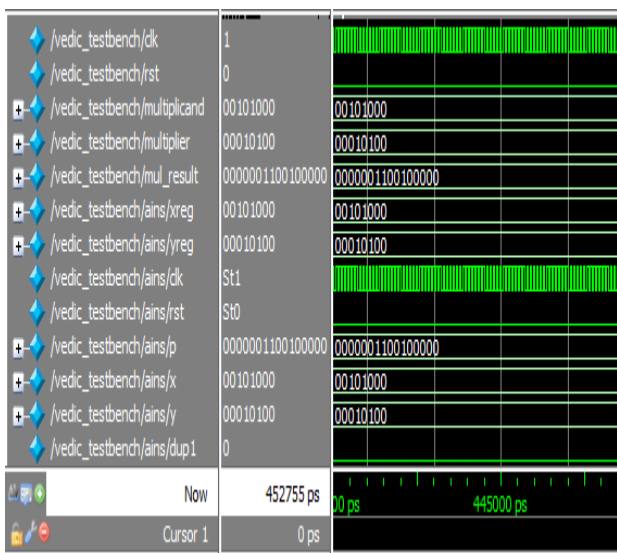 /vedic_testbench/clk 1
/vedic_testbench/rst 0
/vedic_testbench/multiplicand 00101000 00101000
/vedic_testbench/multiplier 00010100 00010100
/vedic_testbench/mul_result 0000001100100000 0000001100100000
/vedic_testbench/ains/xreg 00101000 00101000
/vedic_testbench/ains/yreg 00010100 00010100
/vedic_testbench/ains/clk St1
/vedic_testbench/ains/rst St0
/vedic_testbench/ains/p 0000001100100000 0000001100100000
/vedic_testbench/ains/x 00101000 00101000
/vedic_testbench/ains/y 00010100 00010100
/vedic_testbench/ains/dup1 0
Now 452755 ps 00 ps 445000 ps
Cursor 1 0 ps